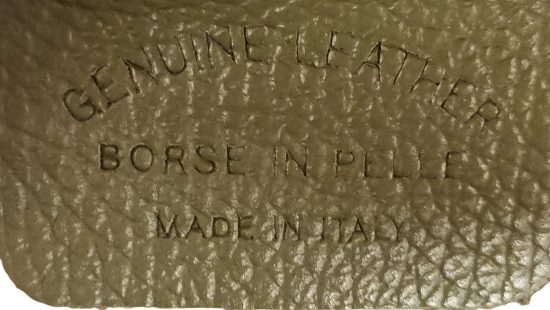 GENUINE LEATHER
BORSE IN PELLE
MADE IN ITALY